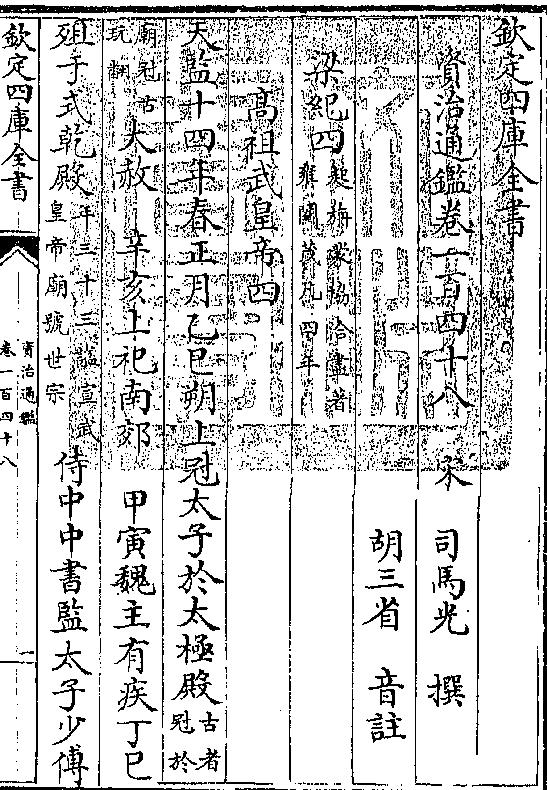 欽定四庫全書
資治通鑑卷一百四十八
宋 司馬光 撰
胡三省 音註
梁紀四 起旃蒙協洽盡著雍閹茂凡四年
高祖武皇帝四
天監十四年春正月乙巳朔上冠太子於太極殿 古者冠於
廟冠古玩翻 大赦 辛亥上祀南郊 甲寅魏主有疾丁巳
殂于式乾殿 年三十三諡宣武皇帝廟號世宗 侍中中書監太子少傅
欽定四庫全書
資治通鑑
卷一百四十八
一